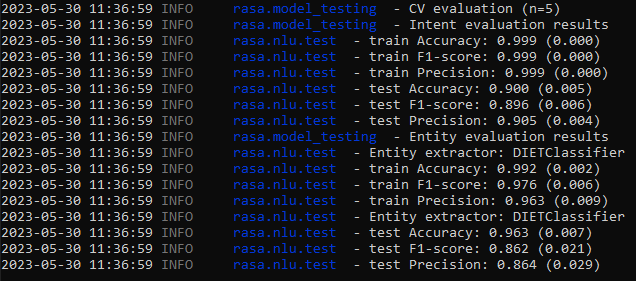 2023-05-30 11:36:59 INFO rasa.model_testing - CV evaluation (n=5)
2023-05-30 11:36:59 INFO rasa.model_testing - Intent evaluation results
2023-05-30 11:36:59 INFO rasa.nlu.test - train Accuracy: 0.999 (0.000)
2023-05-30 11:36:59 INFO rasa.nlu.test - train F1-score: 0.999 (0.000)
2023-05-30 11:36:59 INFO rasa.nlu.test - train Precision: 0.999 (0.000)
2023-05-30 11:36:59 INFO rasa.nlu.test - test Accuracy: 0.900 (0.005)
2023-05-30 11:36:59 INFO rasa.nlu.test - test F1-score: 0.896 (0.006)
2023-05-30 11:36:59 INFO rasa.nlu.test - test Precision: 0.905 (0.004)
2023-05-30 11:36:59 INFO rasa.model_testing - Entity evaluation results
2023-05-30 11:36:59 INFO rasa.nlu.test - Entity extractor: DIETClassifier
2023-05-30 11:36:59 INFO rasa.nlu.test - train Accuracy: 0.992 (0.002)
2023-05-30 11:36:59 INFO rasa.nlu.test - train F1-score: 0.976 (0.006)
2023-05-30 11:36:59 INFO rasa.nlu.test - train Precision: 0.963 (0.009)
2023-05-30 11:36:59 INFO rasa.nlu.test - Entity extractor: DIETClassifier
2023-05-30 11:36:59 INFO rasa.nlu.test - test Accuracy: 0.963 (0.007)
2023-05-30 11:36:59 INFO rasa.nlu.test - test F1-score: 0.862 (0.021)
2023-05-30 11:36:59 INFO rasa.nlu.test - test Precision: 0.864 (0.029)